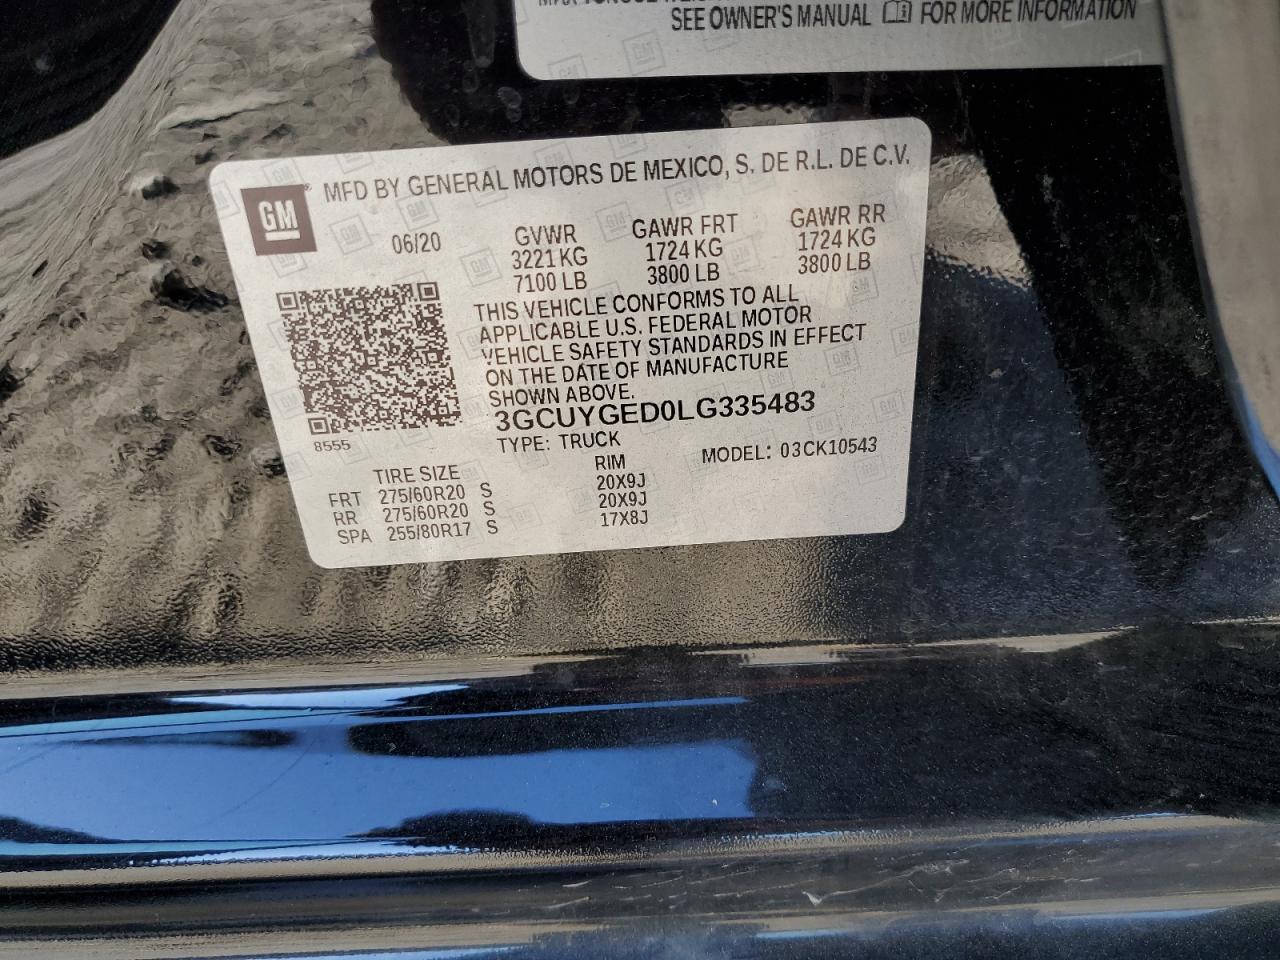 SEE OWNER'S MANUAL FOR MORE INFORMATION
GM
MFD BY GENERAL MOTORS DE MEXICO, S. DE R.L. DE C.V.
06/20
GVWR GAWR FRT GAWR RR
3221 KG 1724 KG 1724 KG
7100 LB 3800 LB 3800 LB
THIS VEHICLE CONFORMS TO ALL
APPLICABLE U.S. FEDERAL MOTOR
VEHICLE SAFETY STANDARDS IN EFFECT
ON THE DATE OF MANUFACTURE
SHOWN ABOVE.
3GCUYGED0LG335483
8555
TYPE: TRUCK MODEL: 03CK10543
TIRE SIZE RIM
FRT 275/60R20 S 20X9J
RR 275/60R20 S 20X9J
SPA 255/80R17 S 17X8J